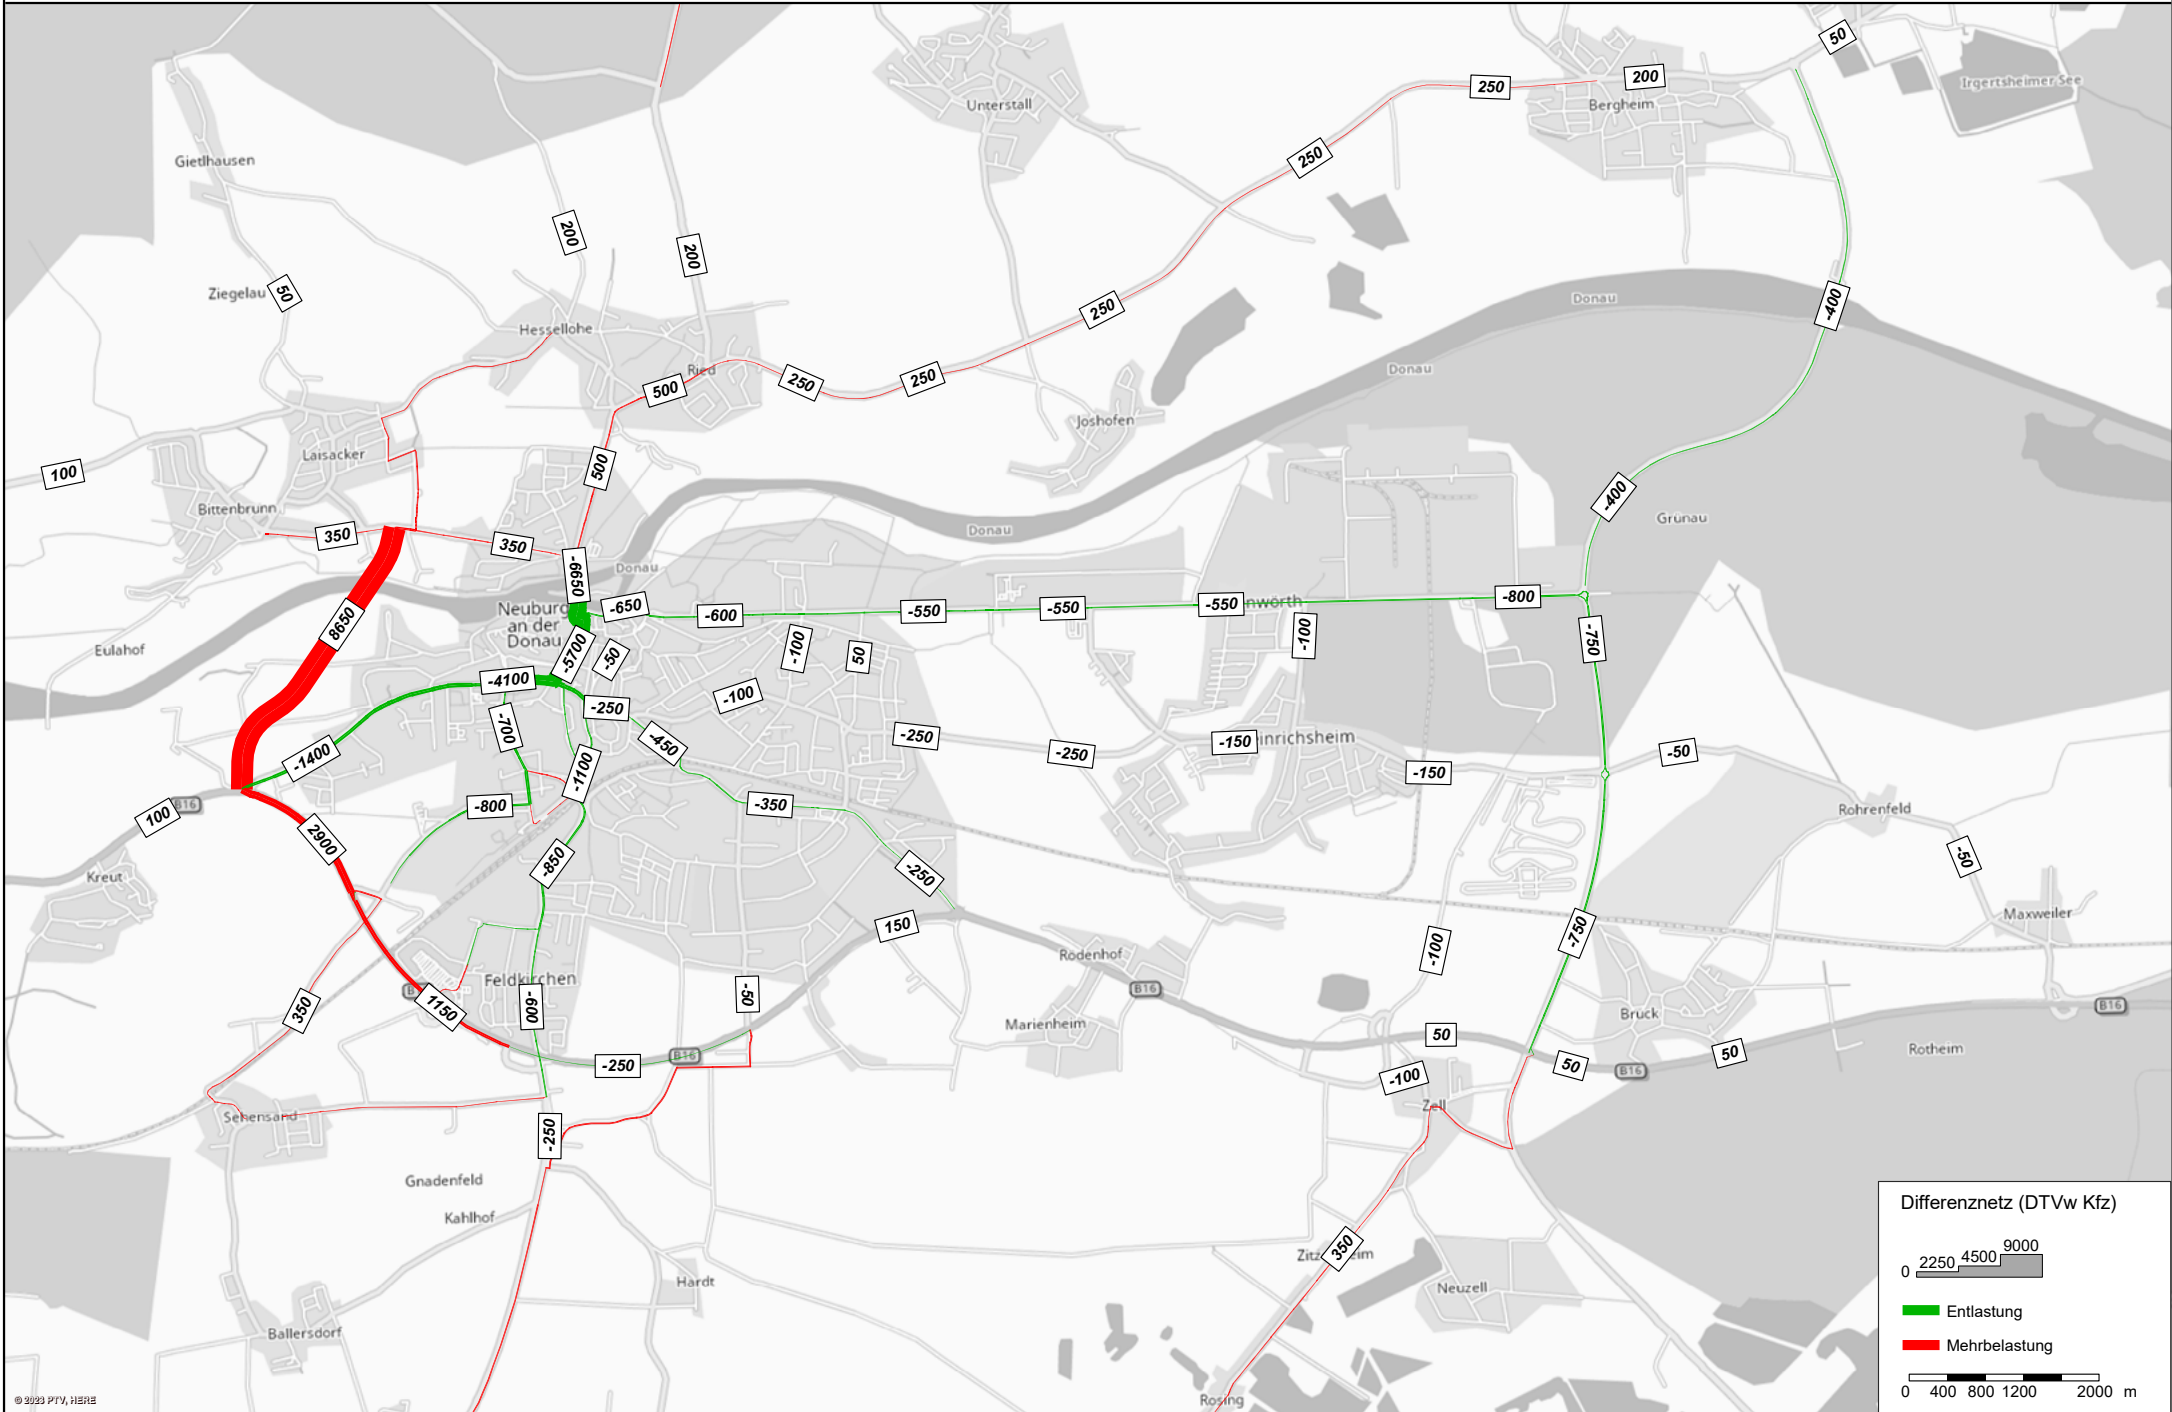 50
Irgertsheimer See
Unterstall
250
200
Bergheim
Gietlhausen
250
200
200
Ziegelau
50
Donau
-400
250
Hessellohe
Ried
500
250
250
Donau
Joshofen
Laisacker
100
500
-400
Bittenbrunn
Grünau
350
350
Donau
-6650
Donau
Neuburg
an der
Donau
-650
-600
-550
-550
-550
nwörth
-800
8650
-5700
-50
-100
50
-100
-750
Eulahof
-4100
-250
-100
-700
-450
-250
-250
-150
inrichsheim
-50
-1400
-1100
-150
100
B16
-800
-350
Rohrenfeld
2900
-850
-250
-50
Kreut
150
Maxweiler
-100
-750
Rödenhof
Feldkirchen
B16
-50
B16
350
1150
-600
Marienheim
50
Bruck
B16
-250
50
B16
50
Rotheim
-100
Zell
Sehensand
-250
Gnadenfeld
Kahlhof
350
Hardt
Neuzell
Ballersdorf
Rosing
© 2023 PTV, HERE
Differenznetz (DTVw Kfz)
0 2250 4500 9000
Entlastung
Mehrbelastung
0 400 800 1200 2000 m